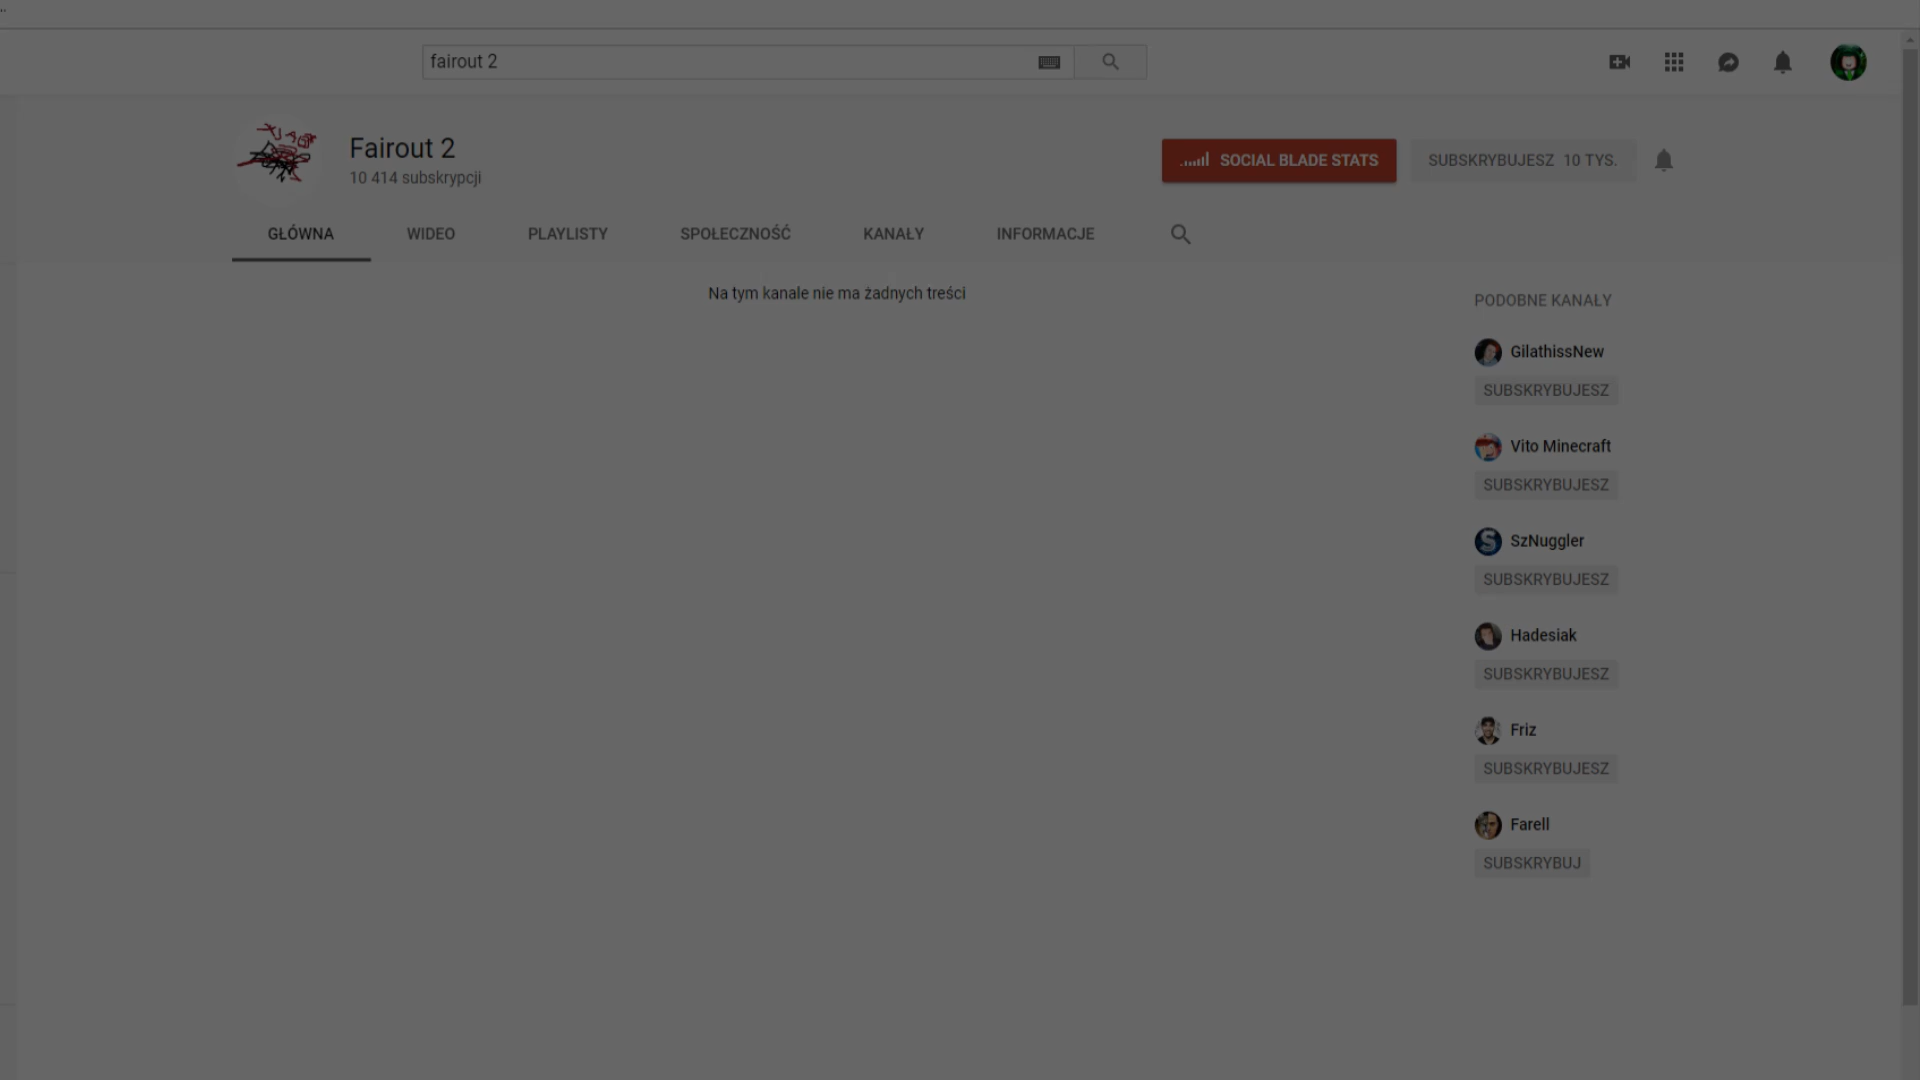 fairout 2
Fairout 2
10 414 subskrypcji
SOCIAL BLADE STATS
SUBSKRYBUJESZ 10 TYS.
GŁÓWNA
WIDEO
PLAYLISTY
SPOŁECZNOŚĆ
KANAŁY
INFORMACJE
Na tym kanale nie ma żadnych treści
PODOBNE KANAŁY
GilathissNew
SUBSKRYBUJESZ
Vito Minecraft
SUBSKRYBUJESZ
SzNuggler
SUBSKRYBUJESZ
Hadesiak
SUBSKRYBUJESZ
Friz
SUBSKRYBUJESZ
Farell
SUBSKRYBUJ